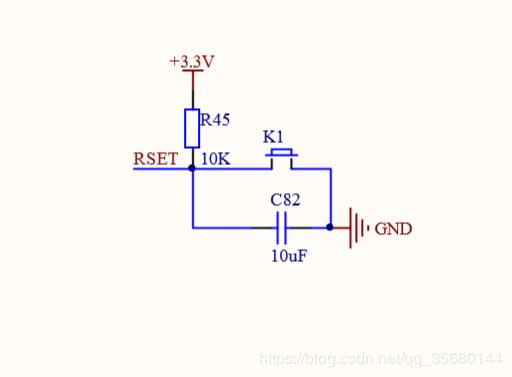 +3.3V
R45
K1
RSET
10K
C82
GND
10uF
https://blog.csdn.net/qq_35680144